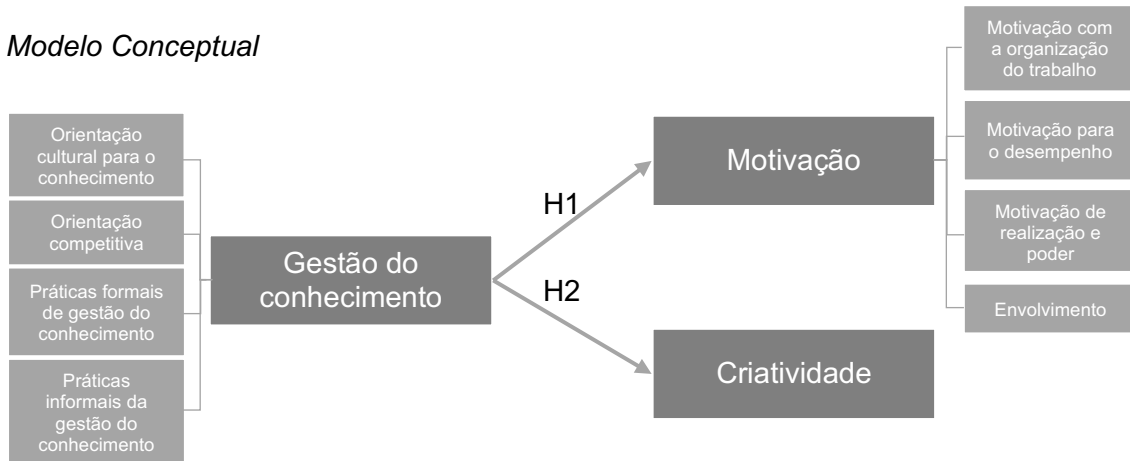 Modelo Conceptual
Orientação
cultural para o
conhecimento
Orientação
competitiva
Práticas formais
de gestão do
conhecimento
Práticas
informais da
gestão do
conhecimento
Gestão do
conhecimento
H1
H2
Motivação
Criatividade
Motivação com
a organização
do trabalho
Motivação para
o desempenho
Motivação de
realização e
poder
Envolvimento